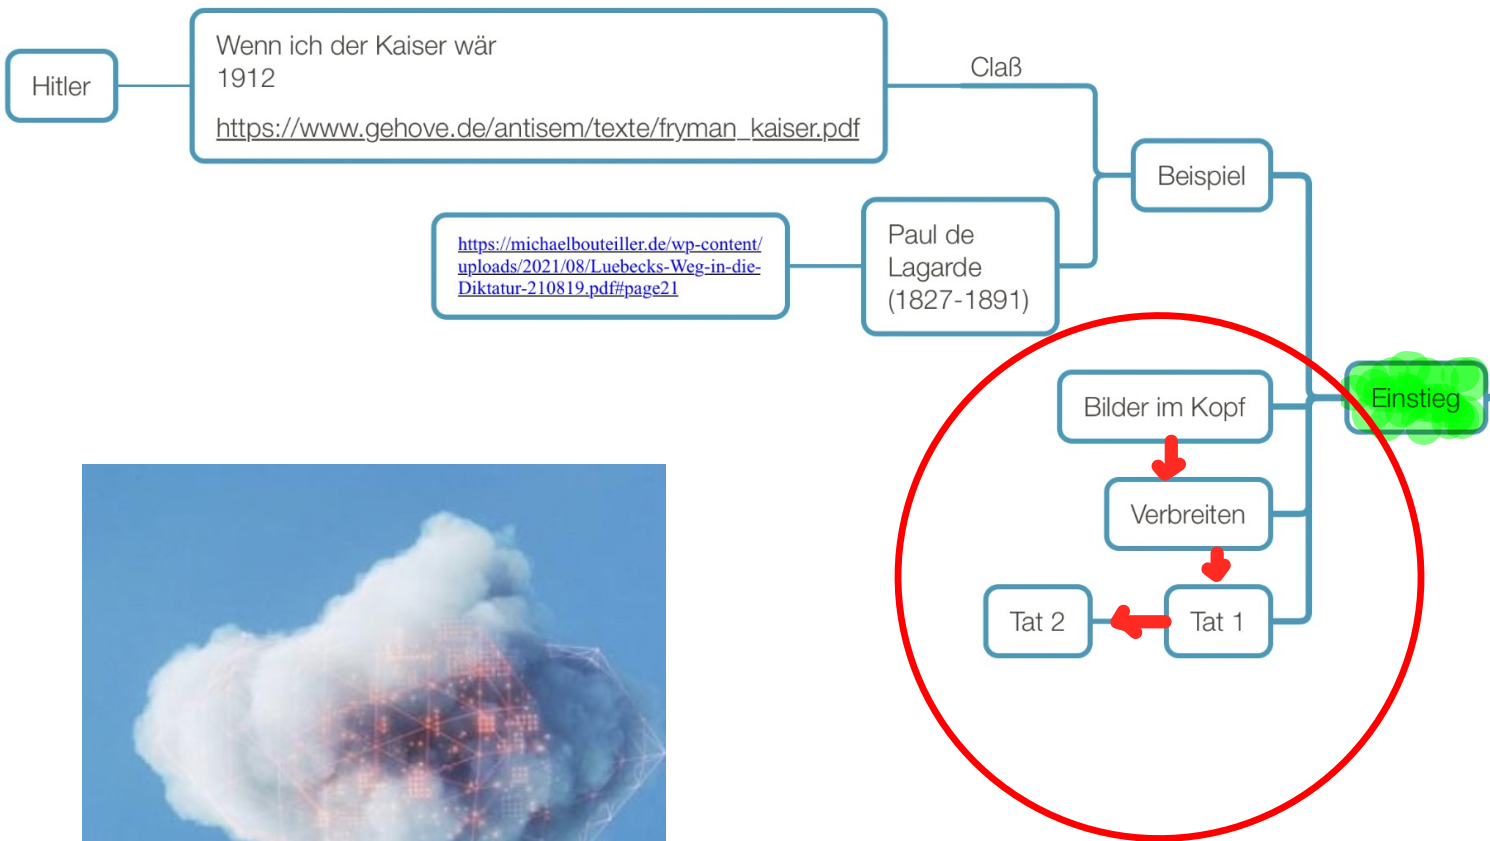 Hitler
Wenn ich der Kaiser wär
1912
https://www.gehove.de/antisem/texte/fryman_kaiser.pdf
Claß
Beispiel
https://michaelbouteiller.de/wp-content/
uploads/2021/08/Luebecks-Weg-in-die-
Diktatur-210819.pdf#page21
Paul de
Lagarde
(1827-1891)
Einstieg
Bilder im Kopf
Verbreiten
Tat 2
Tat 1